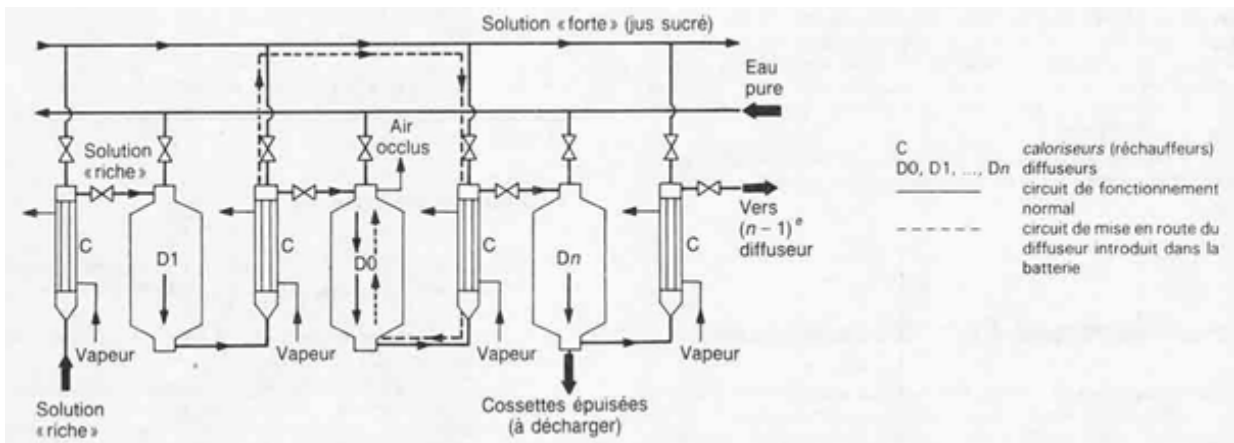 Solution «forte» (jus sucré)
Eau
pure
Air
occlus
Solution
«riche»
C
D1
C
D0
C
Dn
C
Vers
(n – 1)e
diffuseur
Vapeur
Vapeur
Vapeur
Vapeur
Solution
«riche»
Cossettes épuisées
(à décharger)
C caloriseurs (réchauffeurs)
D0, D1, ..., Dn diffuseurs
circuit de fonctionnement
normal
circuit de mise en route du
diffuseur introduit dans la
batterie